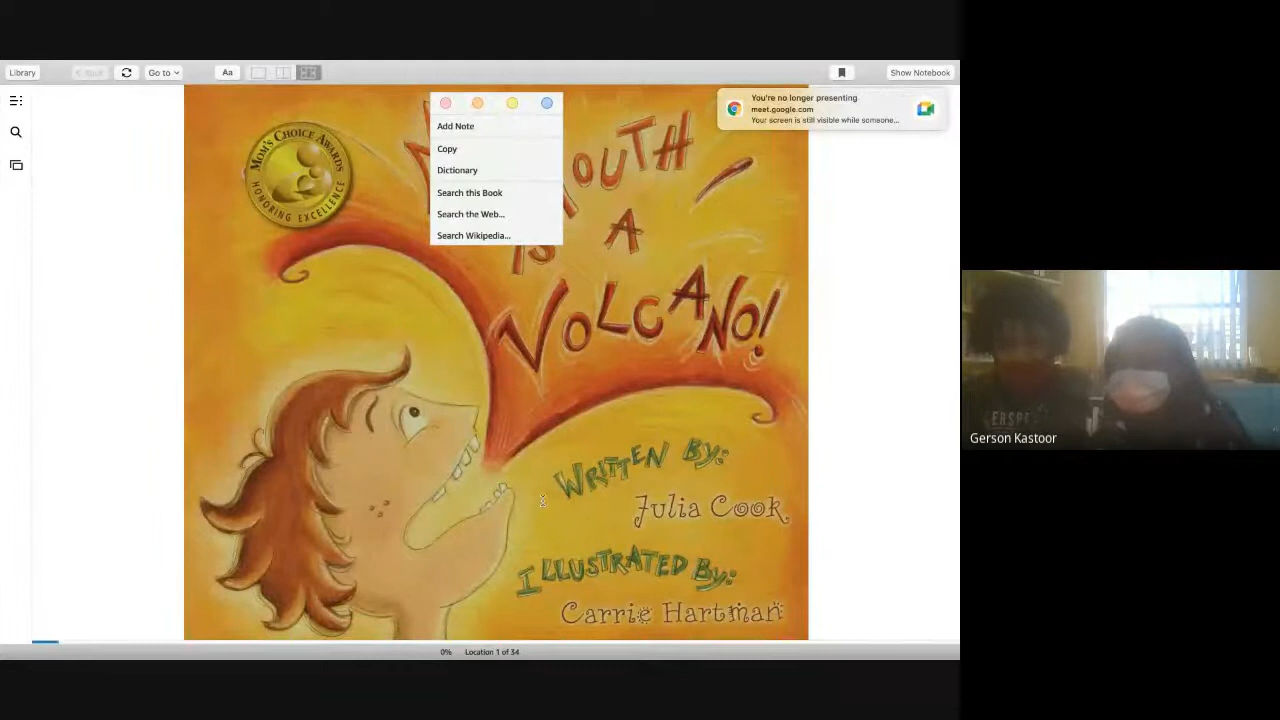 Library
Back
Go to
Aa
Show Notebook
You're no longer presenting
meet.google.com
Your screen is still visible while someone...
Add Note
Copy
Dictionary
Search this Book
Search the Web...
Search Wikipedia...
MOM'S CHOICE AWARDS
HONORING EXCELLENCE
OUTH
IS
A
VOLCANO!
WRITTEN BY:
Julia Cook
ILLUSTRATED BY:
Carrie Hartman
Gerson Kastoor
0% Location 1 of 34